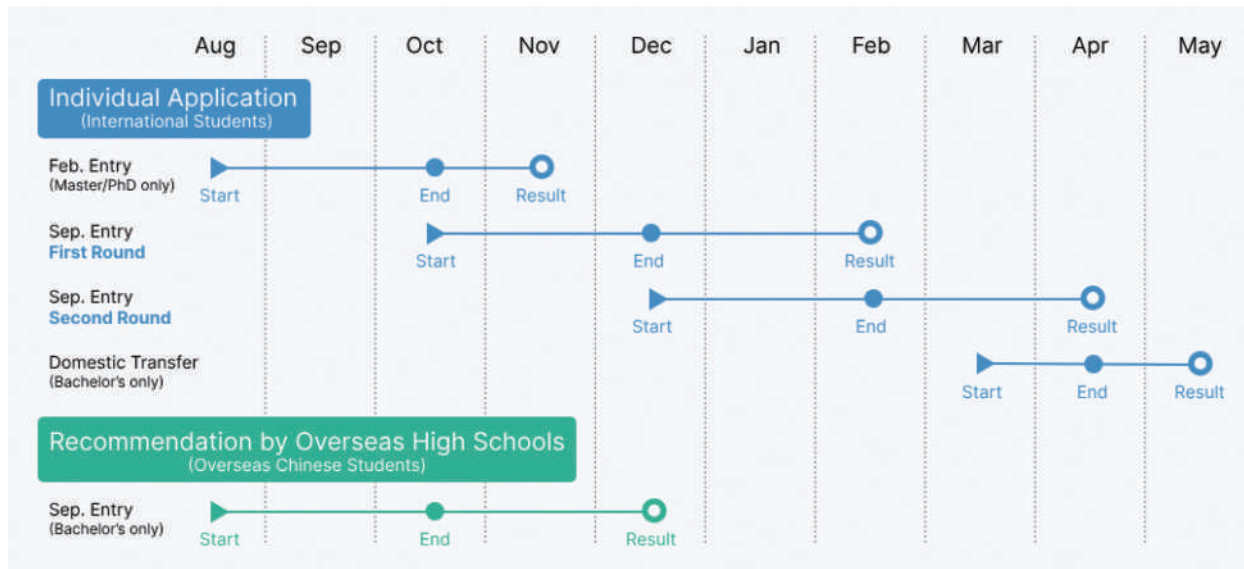 Aug Sep Oct Nov Dec Jan Feb Mar Apr May
Individual Application
(International Students)
Feb. Entry
(Master/PhD only)
Start End Result
Sep. Entry
First Round
Start End Result
Sep. Entry
Second Round
Start End Result
Domestic Transfer
(Bachelor's only)
Start End Result
Recommendation by Overseas High Schools
(Overseas Chinese Students)
Sep. Entry
(Bachelor's only)
Start End Result